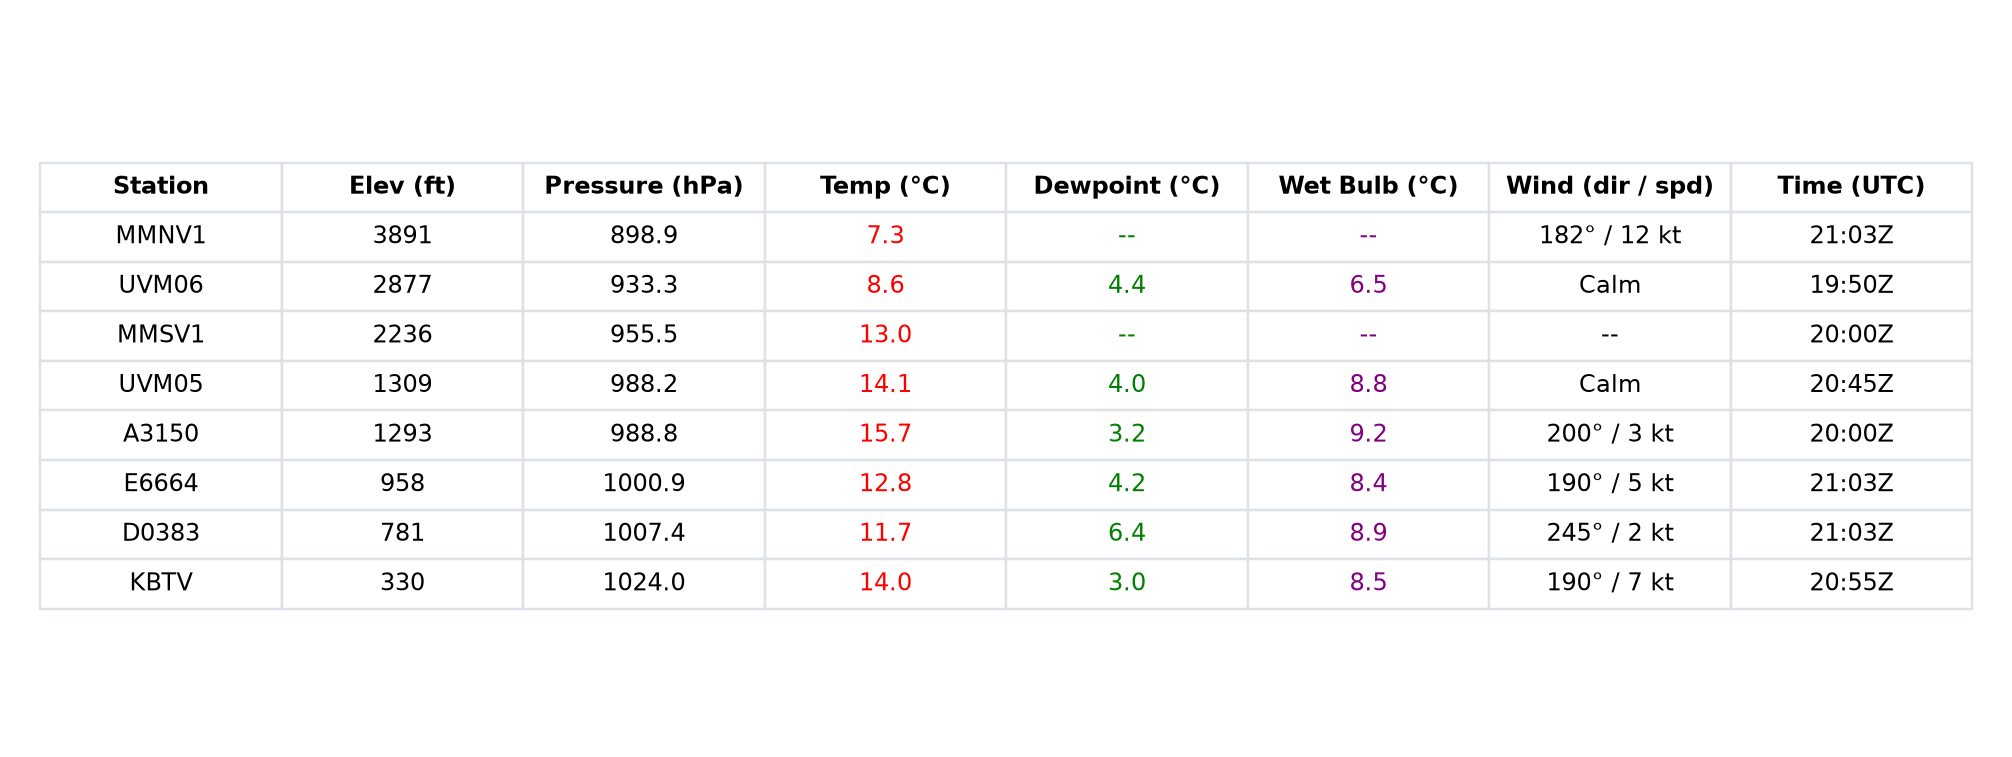 Station Elev (ft) Pressure (hPa) Temp (°C) Dewpoint (°C) Wet Bulb (°C) Wind (dir / spd) Time (UTC)
MMNV1 3891 898.9 7.3 -- -- 182° / 12 kt 21:03Z
UVM06 2877 933.3 8.6 4.4 6.5 Calm 19:50Z
MMSV1 2236 955.5 13.0 -- -- -- 20:00Z
UVM05 1309 988.2 14.1 4.0 8.8 Calm 20:45Z
A3150 1293 988.8 15.7 3.2 9.2 200° / 3 kt 20:00Z
E6664 958 1000.9 12.8 4.2 8.4 190° / 5 kt 21:03Z
D0383 781 1007.4 11.7 6.4 8.9 245° / 2 kt 21:03Z
KBTV 330 1024.0 14.0 3.0 8.5 190° / 7 kt 20:55Z